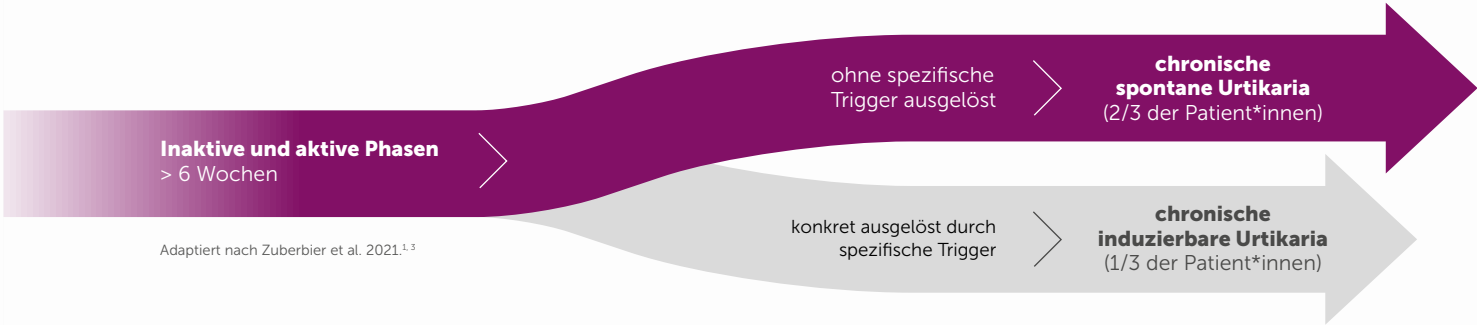 Inaktive und aktive Phasen
> 6 Wochen
ohne spezifische
Trigger ausgelöst
chronische
spontane Urtikaria
(2/3 der Patient*innen)
konkret ausgelöst durch
spezifische Trigger
chronische
induzierbare Urtikaria
(1/3 der Patient*innen)
Adaptiert nach Zuberbier et al. 2021.1, 3